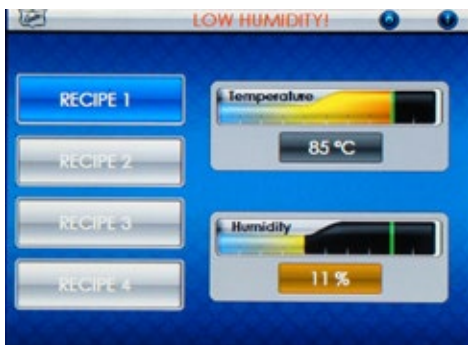 LOW HUMIDITY!
RECIPE 1
RECIPE 2
RECIPE 3
RECIPE 4
Temperature
85 °C
Humidity
11 %